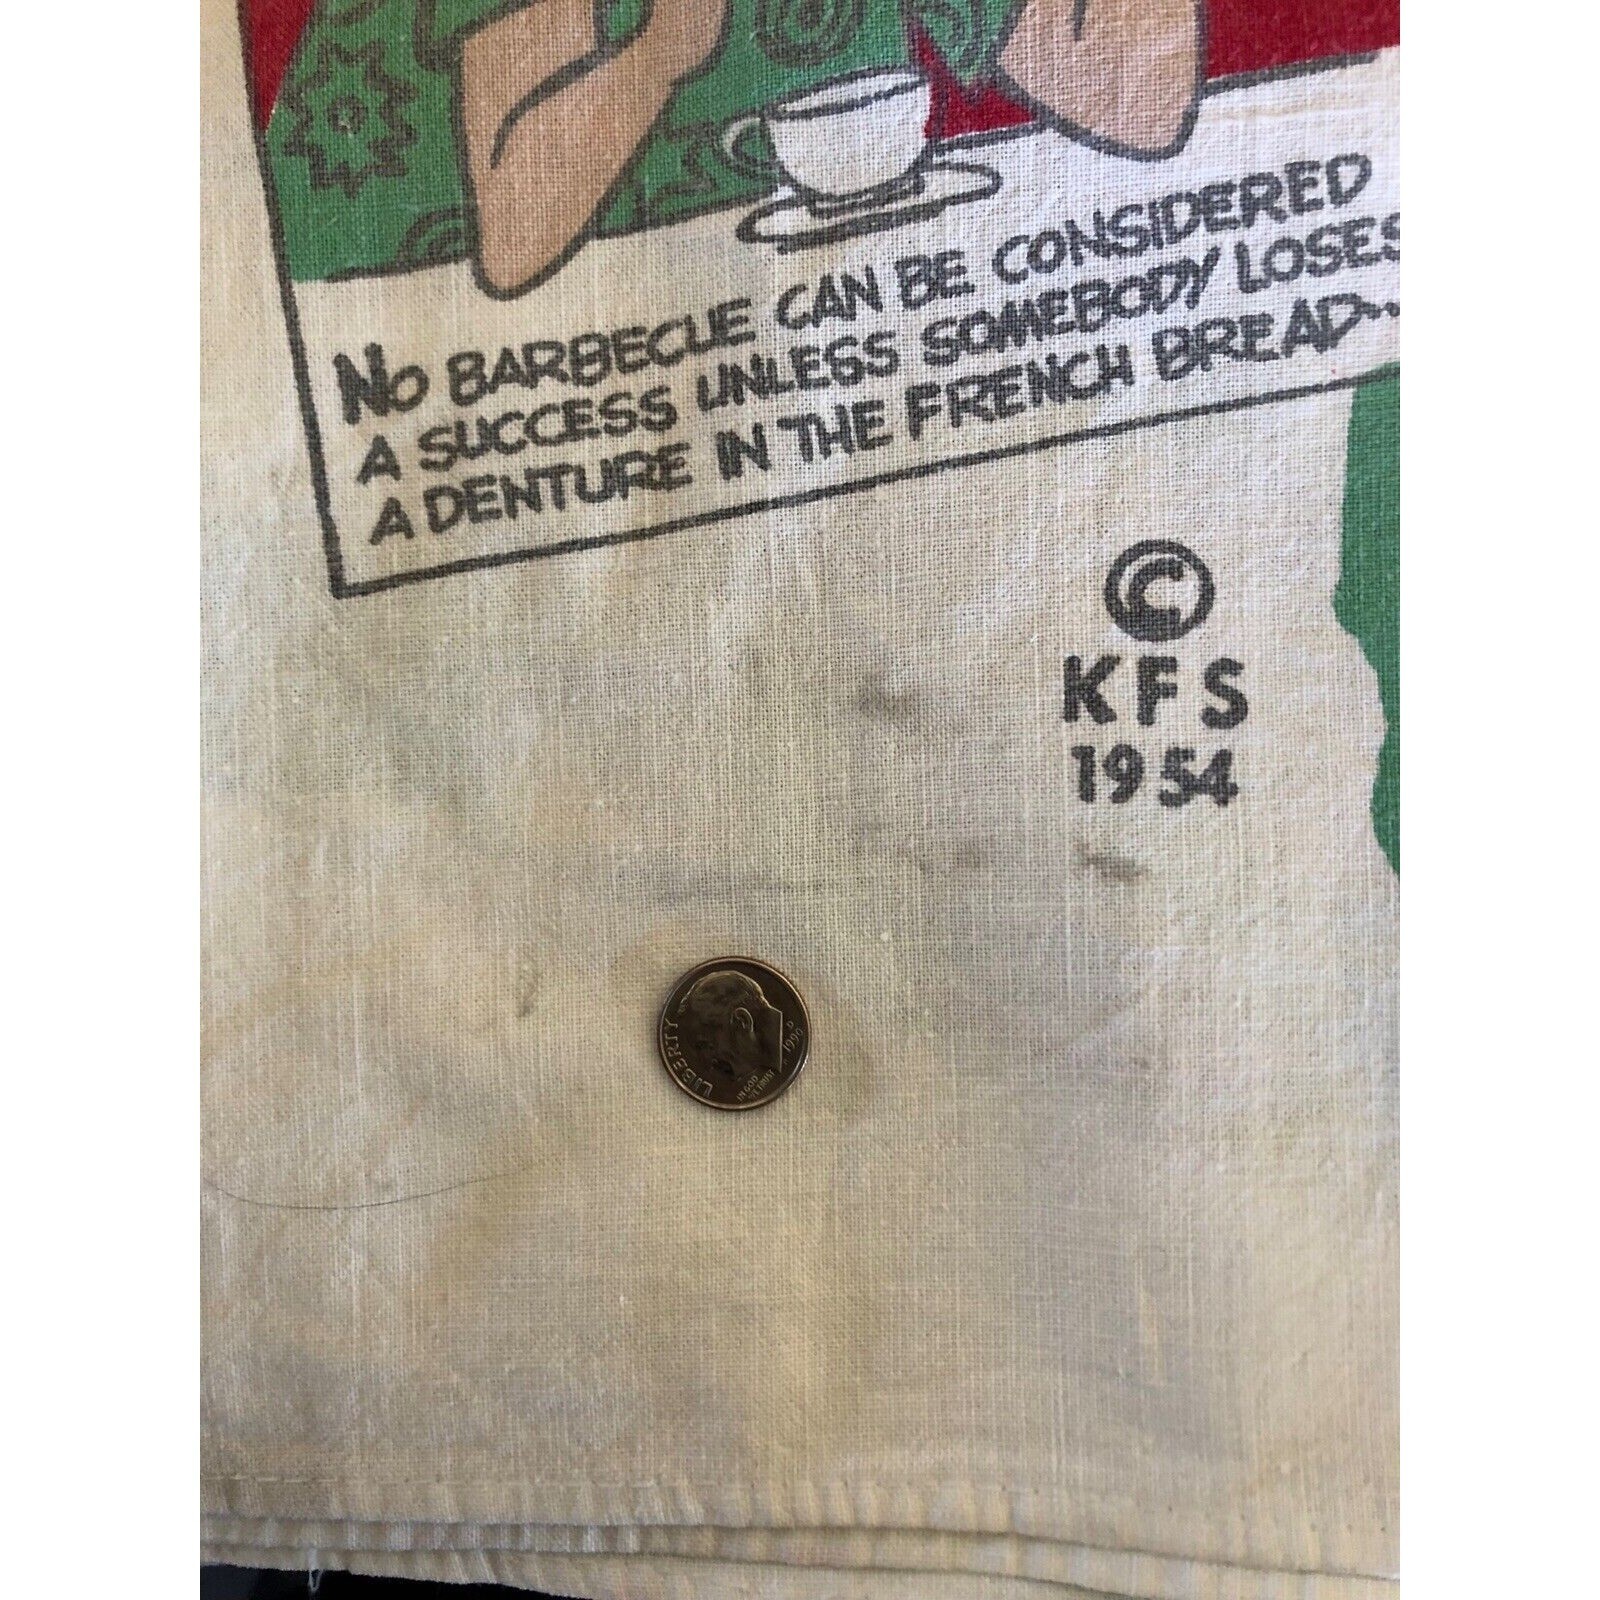 NO BARBECUE CAN BE CONSIDERED
A SUCCESS UNLESS SOMEBODY LOSES
A DENTURE IN THE FRENCH BREAD...
©
KFS
1954
LIBERTY
IN GOD
WE TRUST
D